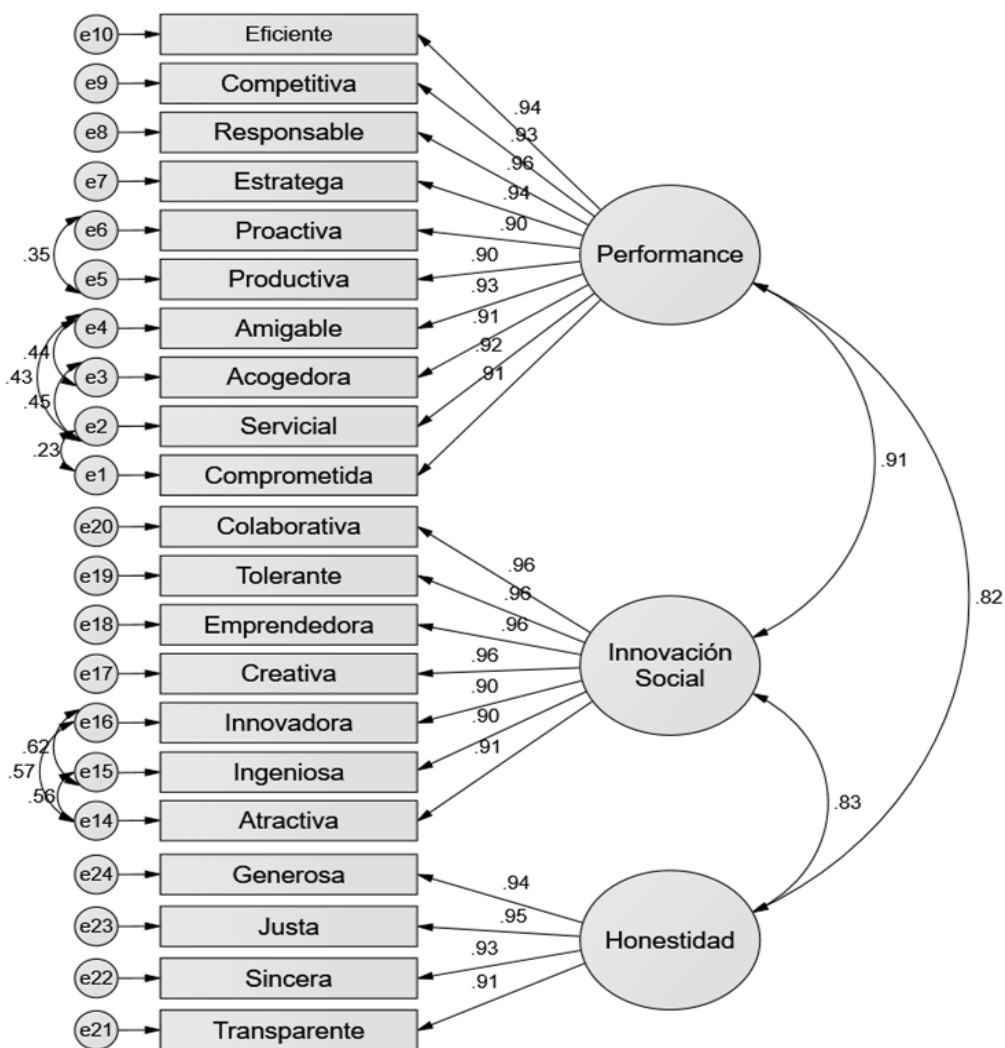 e10 Eficiente
e9 Competitiva
.94
e8 Responsable
.93
.96
e7 Estratega
.94
e6 Proactiva
.90
Performance
.35
e5 Productiva
.90
.93
e4 Amigable
.91
.44
.43
e3 Acogedora
.92
.91
.45
e2 Servicial
.23
e1 Comprometida
.91
e20 Colaborativa
.96
e19 Tolerante
.96
.82
e18 Emprendedora
.96
Innovación
Social
e17 Creativa
.96
.90
e16 Innovadora
.90
.62
.57
e15 Ingeniosa
.91
.56
e14 Atractiva
.83
e24 Generosa
.94
e23 Justa
.95
Honestidad
.93
e22 Sincera
.91
e21 Transparente